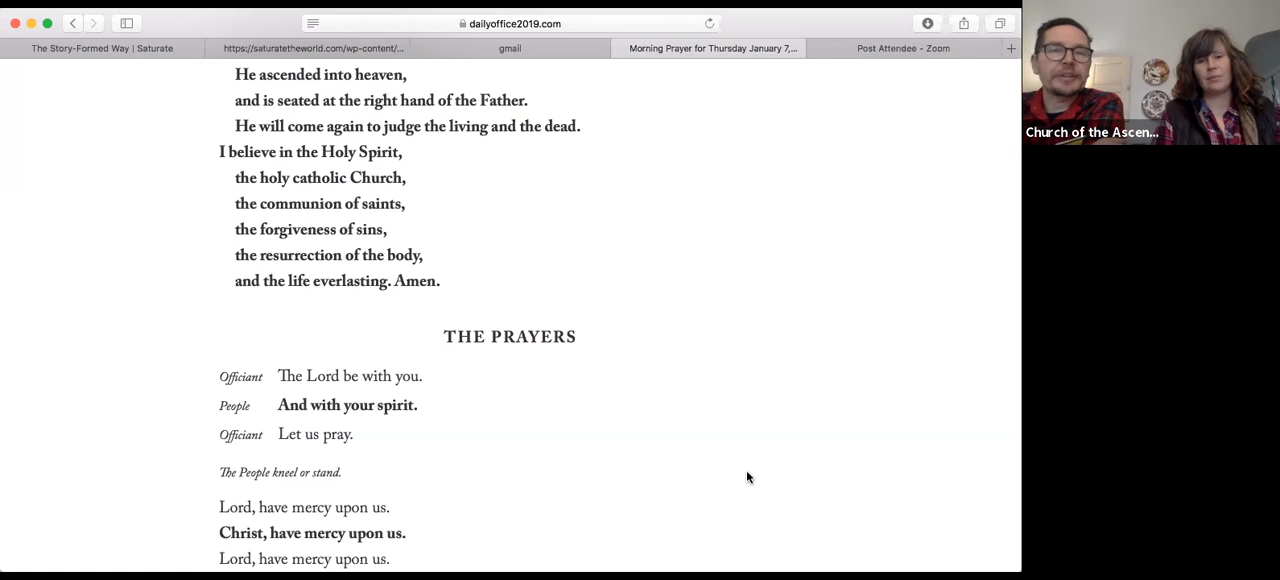 dailyoffice2019.com
The Story-Formed Way | Saturate
https://saturatetheworld.com/wp-content/...
gmail
Morning Prayer for Thursday January 7,...
Post Attendee - Zoom
He ascended into heaven,
and is seated at the right hand of the Father.
He will come again to judge the living and the dead.
I believe in the Holy Spirit,
the holy catholic Church,
the communion of saints,
the forgiveness of sins,
the resurrection of the body,
and the life everlasting. Amen.
THE PRAYERS
Officiant The Lord be with you.
People And with your spirit.
Officiant Let us pray.
The People kneel or stand.
Lord, have mercy upon us.
Christ, have mercy upon us.
Lord, have mercy upon us.
Church of the Ascen...